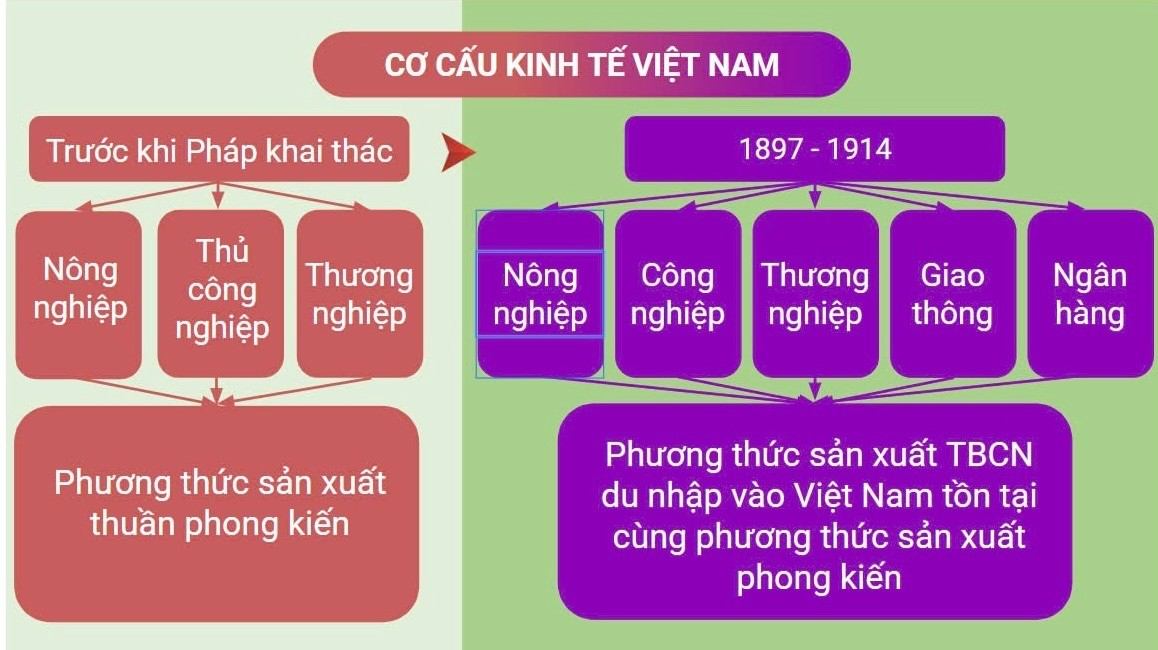 CƠ CẤU KINH TẾ VIỆT NAM
Trước khi Pháp khai thác
Nông
nghiệp
Thủ
công
nghiệp
Thương
nghiệp
Phương thức sản xuất
thuần phong kiến
1897 - 1914
Nông
nghiệp
Công
nghiệp
Thương
nghiệp
Giao
thông
Ngân
hàng
Phương thức sản xuất TBCN
du nhập vào Việt Nam tồn tại
cùng phương thức sản xuất
phong kiến